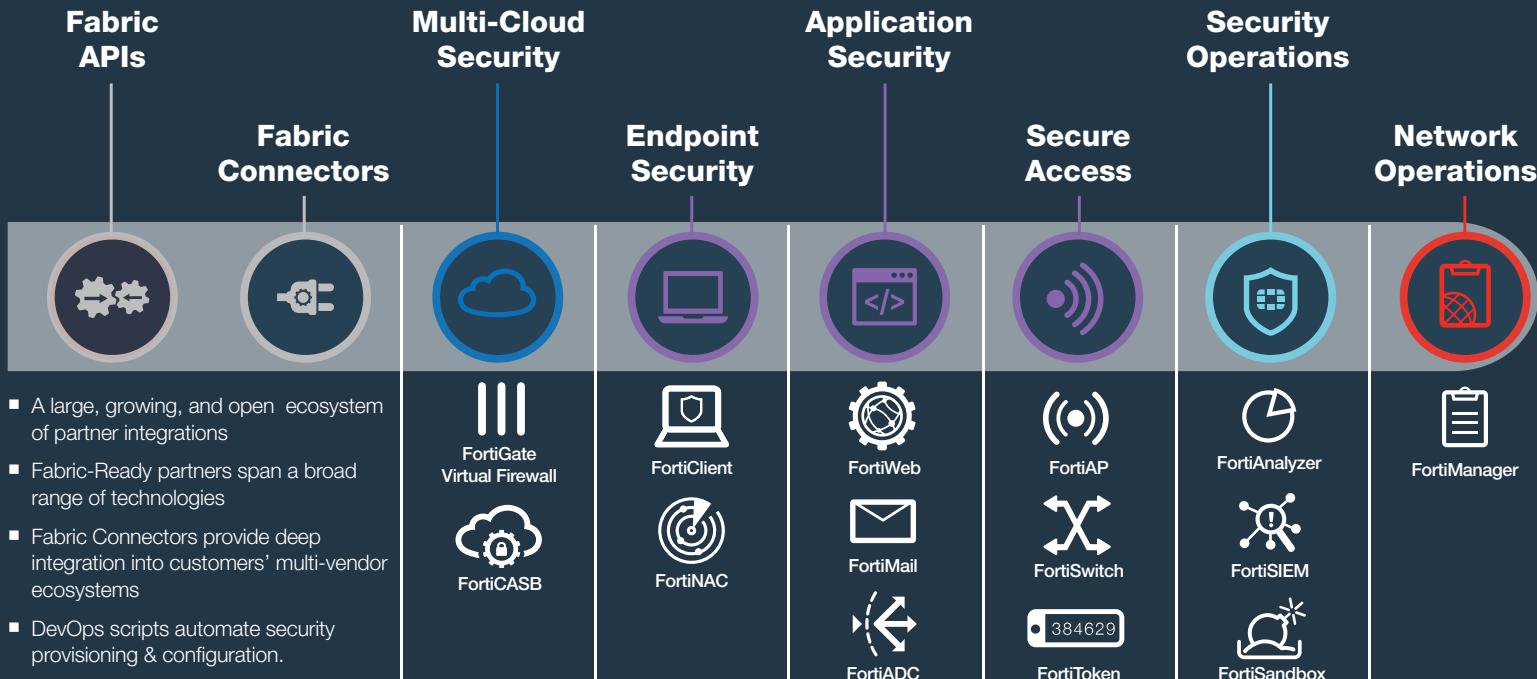 Fabric
APIs
Multi-Cloud
Security
Application
Security
Security
Operations
Fabric
Connectors
Endpoint
Security
Secure
Access
Network
Operations
</>
■ A large, growing, and open ecosystem
of partner integrations
■ Fabric-Ready partners span a broad
range of technologies
■ Fabric Connectors provide deep
integration into customers’ multi-vendor
ecosystems
■ DevOps scripts automate security
provisioning & configuration.
FortiGate
Virtual Firewall
FortiCASB
FortiClient
FortiNAC
FortiWeb
FortiMail
FortiADC
FortiAP
FortiSwitch
384629
FortiToken
FortiAnalyzer
!
FortiSIEM
FortiSandbox
FortiManager